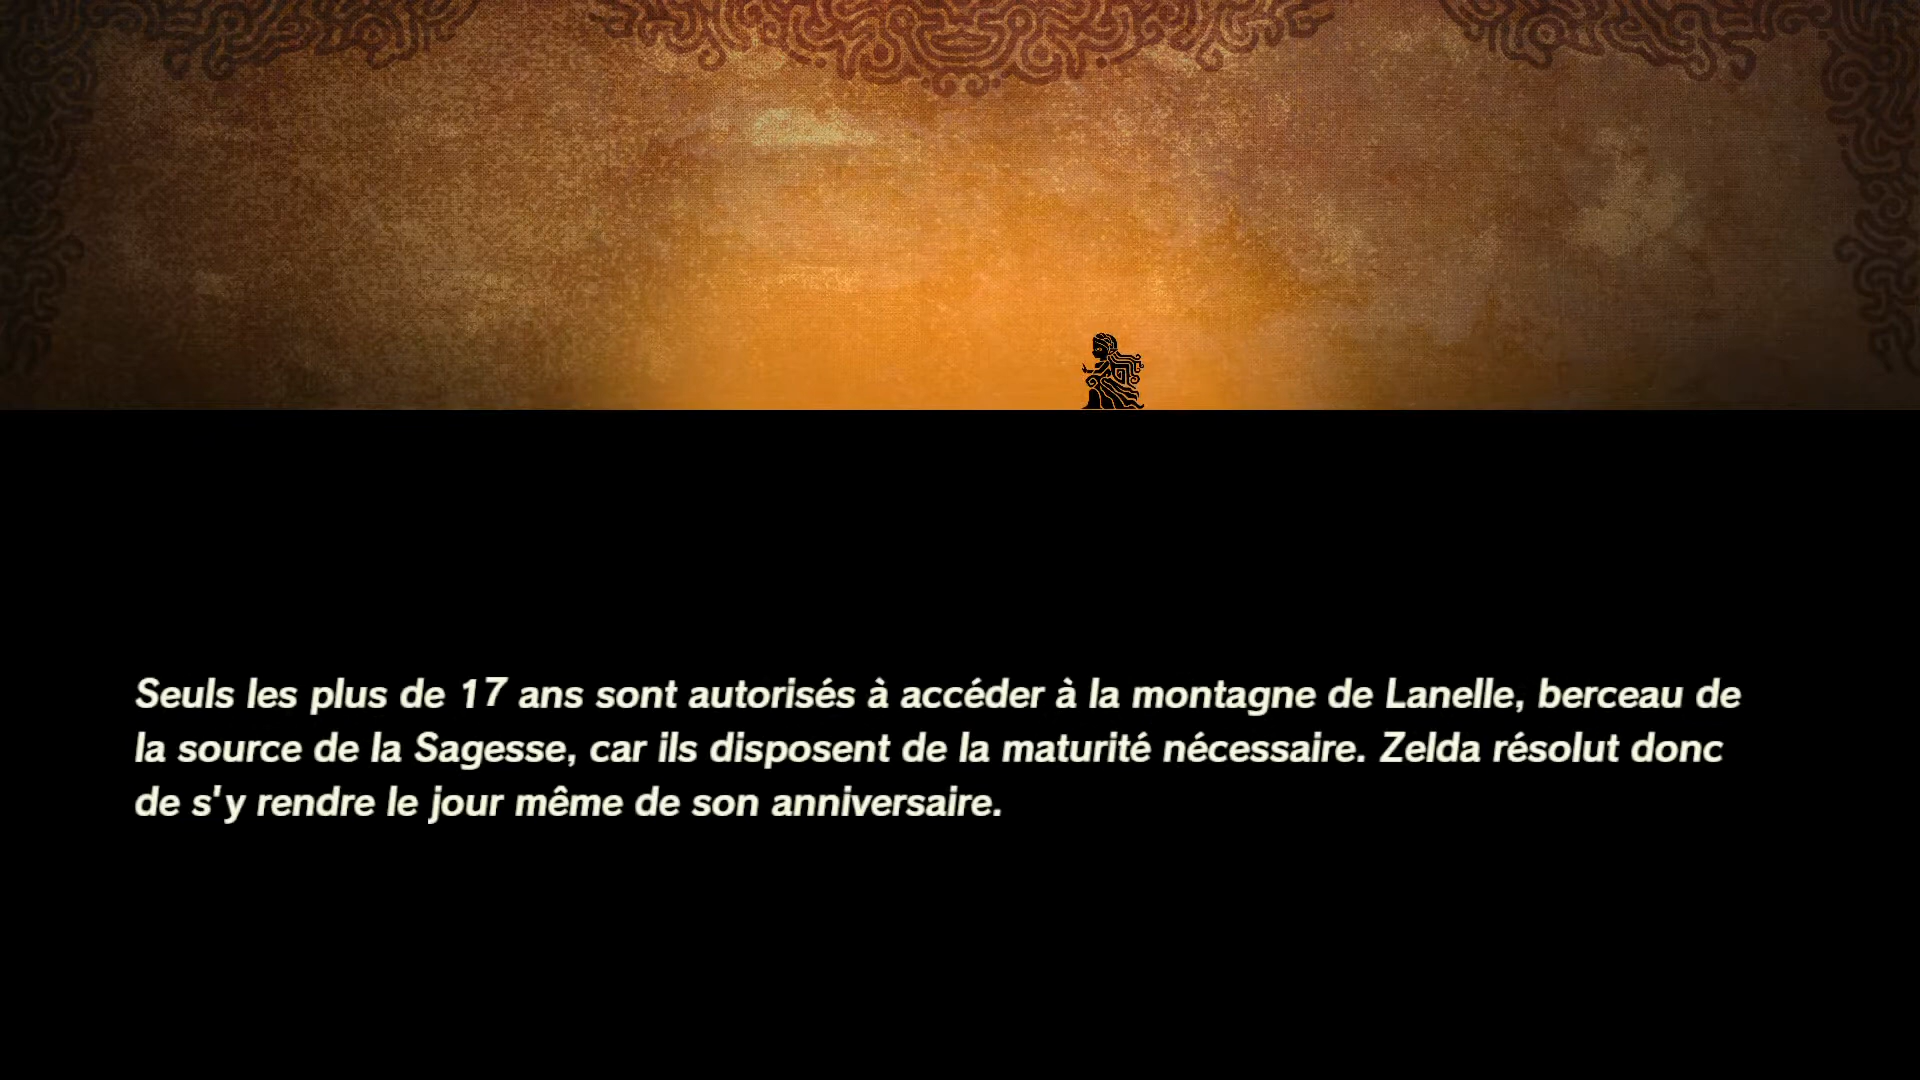 Seuls les plus de 17 ans sont autorisés à accéder à la montagne de Lanelle, berceau de
la source de la Sagesse, car ils disposent de la maturité nécessaire. Zelda résolut donc
de s'y rendre le jour même de son anniversaire.